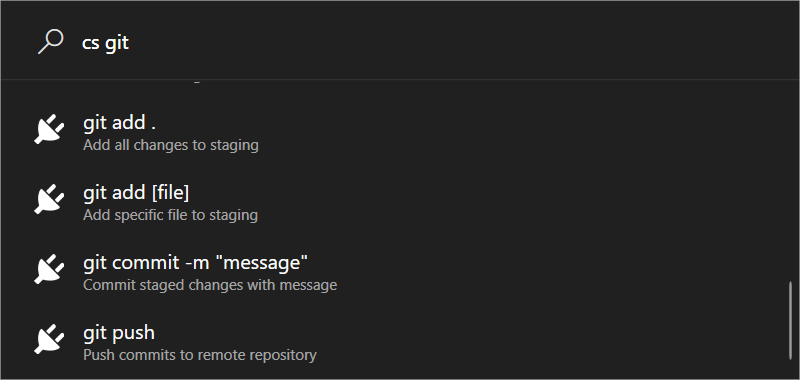 cs git
git add .
Add all changes to staging
git add [file]
Add specific file to staging
git commit -m "message"
Commit staged changes with message
git push
Push commits to remote repository